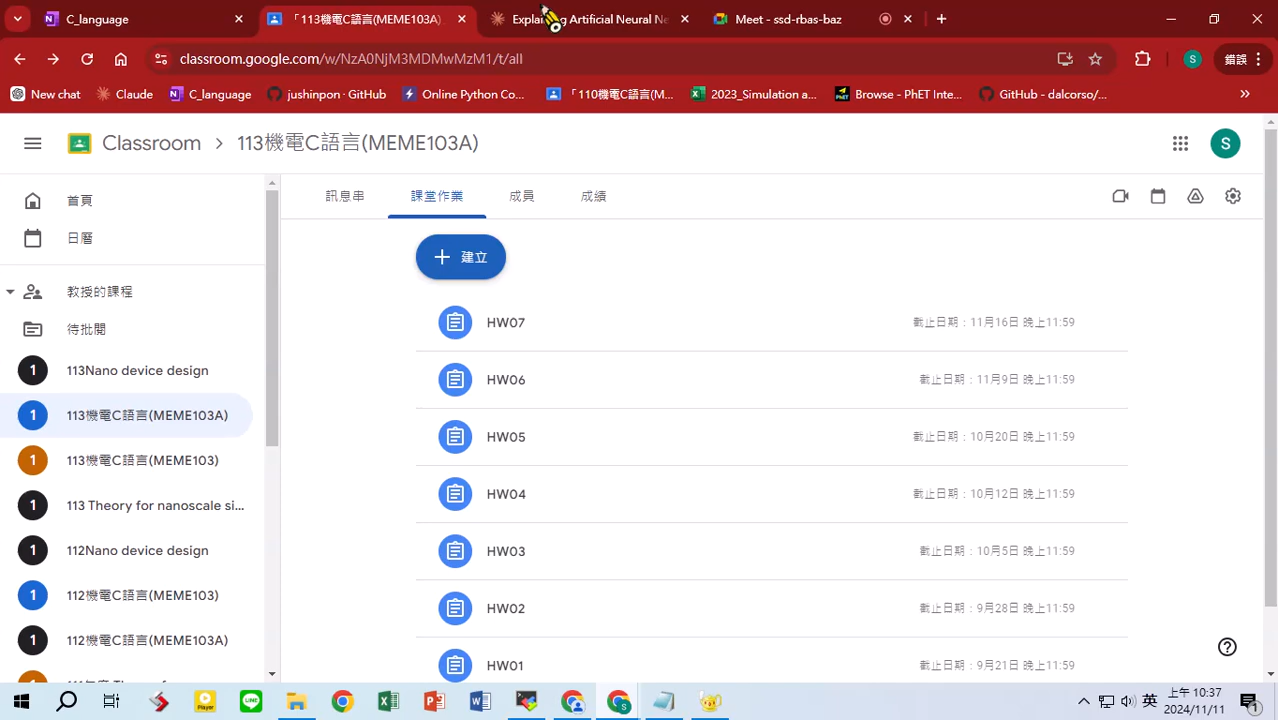 C_language
「113機電C語言(MEME103A)
Explaining Artificial Neural Ne
Meet - ssd-rbas-baz
classroom.google.com/w/NzA0NjM3MDMwMzM1/t/all
S
錯誤
New chat
Claude
C_language
jushinpon · GitHub
Online Python Co...
「110機電C語言(M...
2023_Simulation a...
Browse - PhET Inte...
GitHub - dalcorso/...
Classroom
113機電C語言(MEME103A)
S
首頁
日曆
教授的課程
待批閱
1 113Nano device design
1 113機電C語言(MEME103A)
1 113機電C語言(MEME103)
1 113 Theory for nanoscale si...
1 112Nano device design
1 112機電C語言(MEME103)
1 112機電C語言(MEME103A)
訊息串
課堂作業
成員
成績
建立
HW07 截止日期：11月16日 晚上11:59
HW06 截止日期：11月9日 晚上11:59
HW05 截止日期：10月20日 晚上11:59
HW04 截止日期：10月12日 晚上11:59
HW03 截止日期：10月5日 晚上11:59
HW02 截止日期：9月28日 晚上11:59
HW01 截止日期：9月21日 晚上11:59
Player
LINE
英
上午 10:37
2024/11/11
1